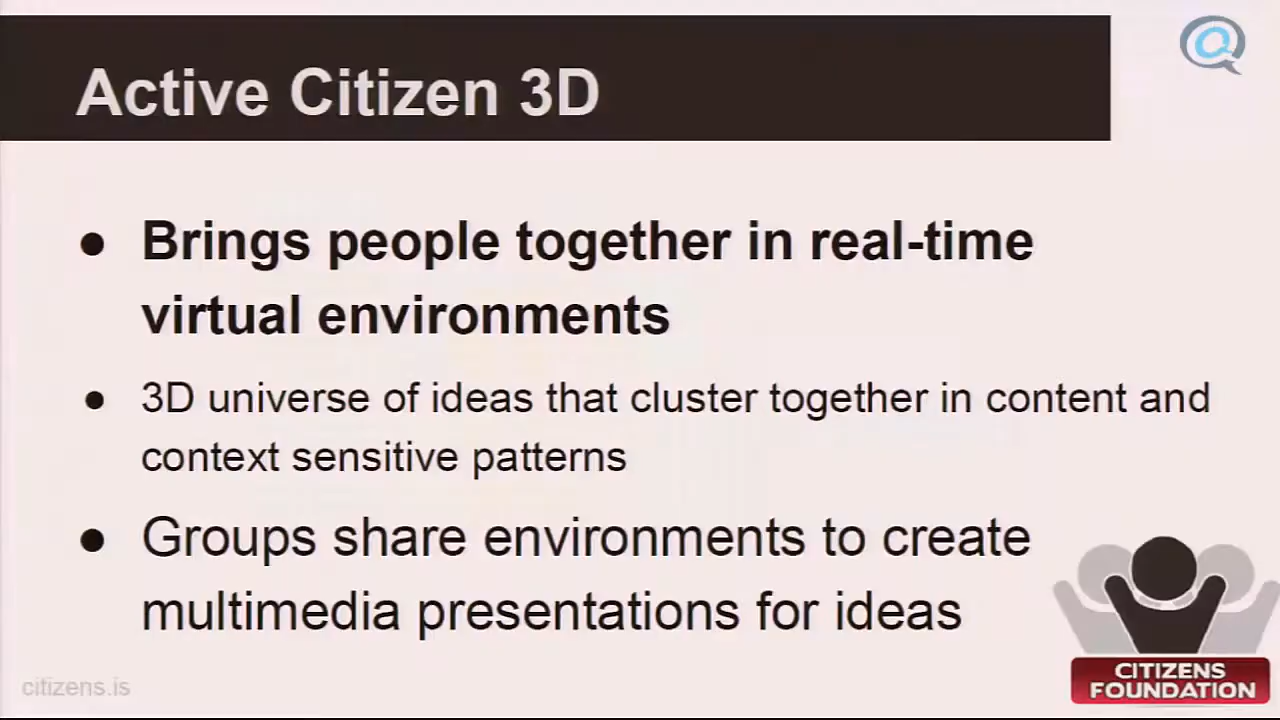 Active Citizen 3D
● Brings people together in real-time
virtual environments
● 3D universe of ideas that cluster together in content and
context sensitive patterns
● Groups share environments to create
multimedia presentations for ideas
citizens.is
CITIZENS
FOUNDATION